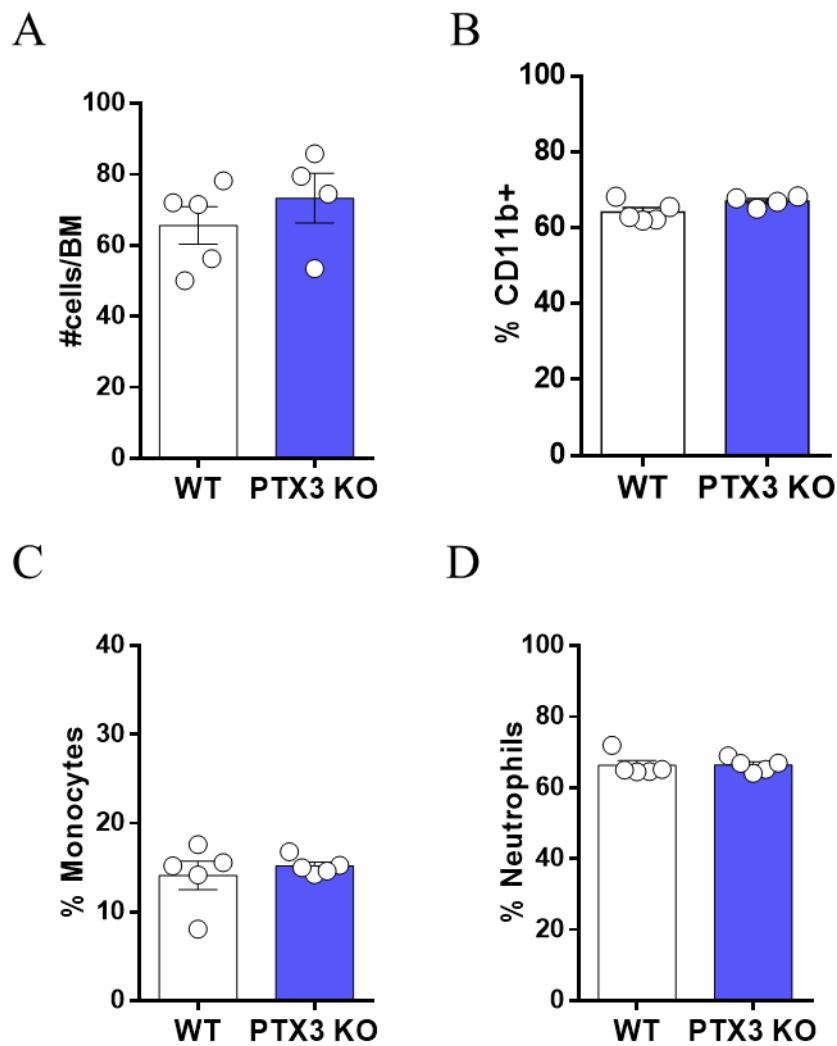 A
#cells/BM
100
80
60
40
20
0
WT PTX3 KO
B
% CD11b+
100
80
60
40
20
0
WT PTX3 KO
C
% Monocytes
40
30
20
10
0
WT PTX3 KO
D
% Neutrophils
100
80
60
40
20
0
WT PTX3 KO